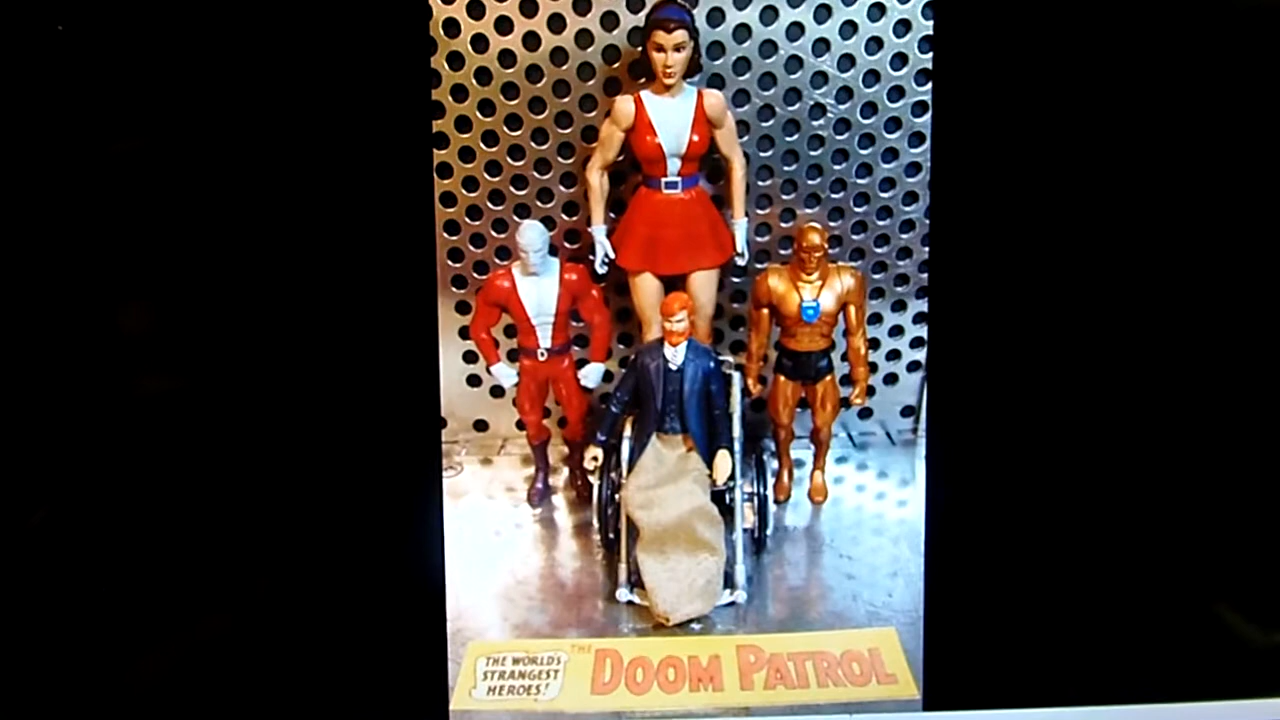 THE WORLD'S
STRANGEST
HEROES!
THE
DOOM PATROL